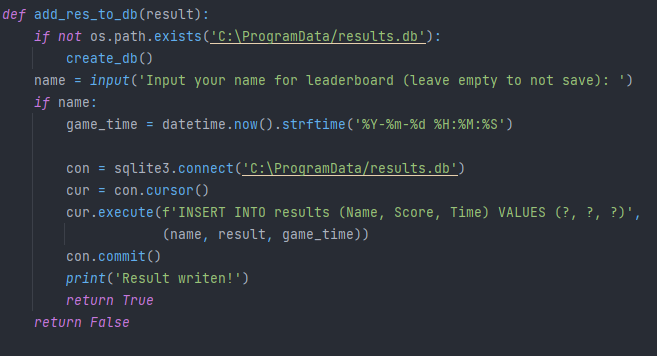 def add_res_to_db(result):
    if not os.path.exists('C:\ProgramData/results.db'):
        create_db()
    name = input('Input your name for leaderboard (leave empty to not save): ')
    if name:
        game_time = datetime.now().strftime('%Y-%m-%d %H:%M:%S')
        con = sqlite3.connect('C:\ProgramData/results.db')
        cur = con.cursor()
        cur.execute(f'INSERT INTO results (Name, Score, Time) VALUES (?, ?, ?)',
                    (name, result, game_time))
        con.commit()
        print('Result writen!')
        return True
    return False